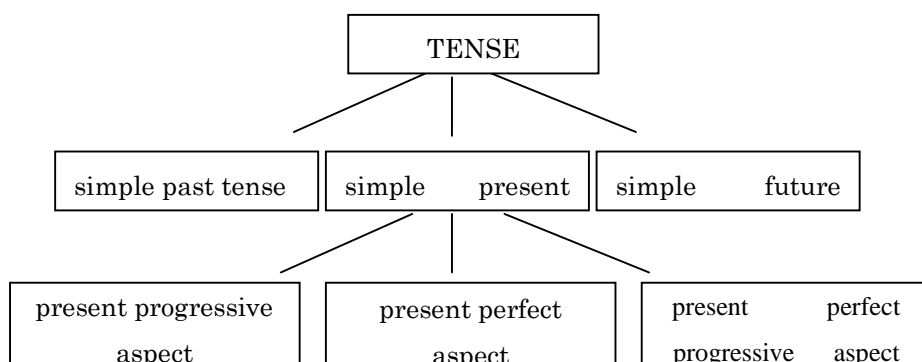 TENSE
simple past tense
simple present
simple future
present progressive
aspect
present perfect
aspect
present perfect
progressive aspect